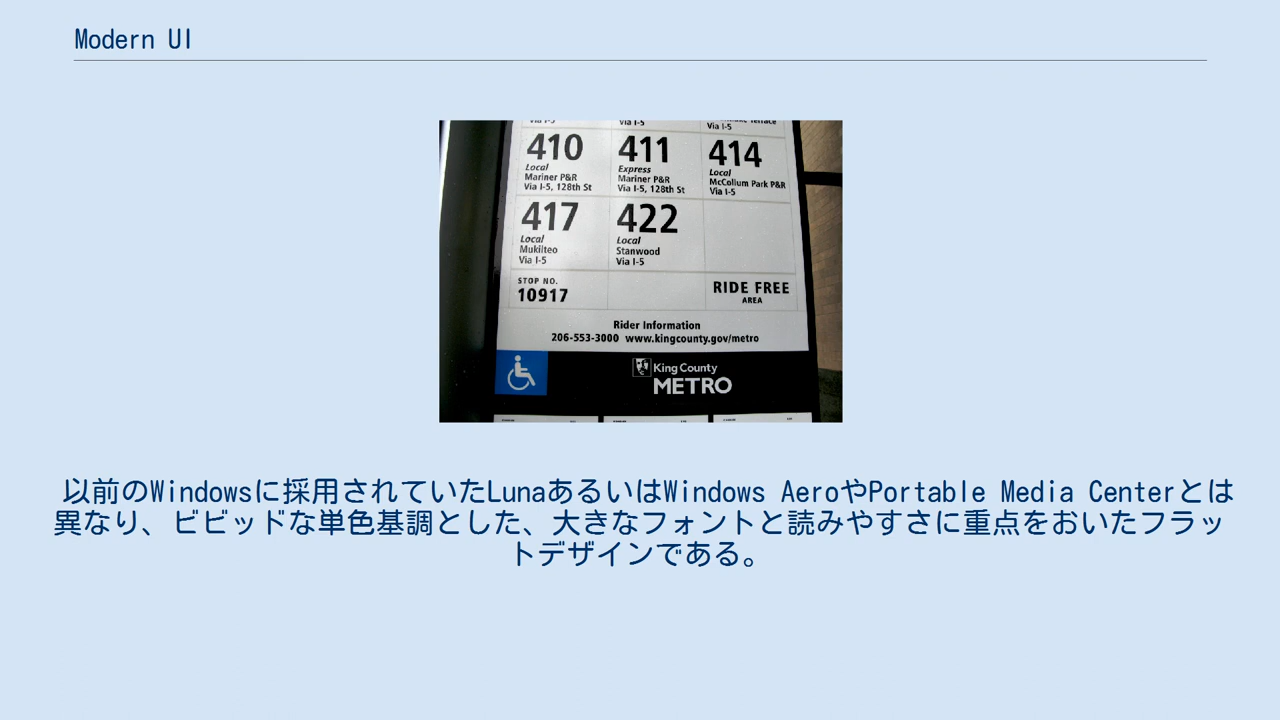 Modern UI
Via I-5 Via I-5
410 411 414
Local Express Local
Mariner P&R Mariner P&R McCollum Park P&R
Via I-5, 128th St Via I-5, 128th St Via I-5
417 422
Local Local
Mukilteo Stanwood
Via I-5 Via I-5
STOP NO.
10917
RIDE FREE
AREA
Rider Information
206-553-3000 www.kingcounty.gov/metro
King County
METRO
以前のWindowsに採用されていたLunaあるいはWindows AeroやPortable Media Centerとは
異なり、ビビッドな単色基調とした、大きなフォントと読みやすさに重点をおいたフラッ
トデザインである。